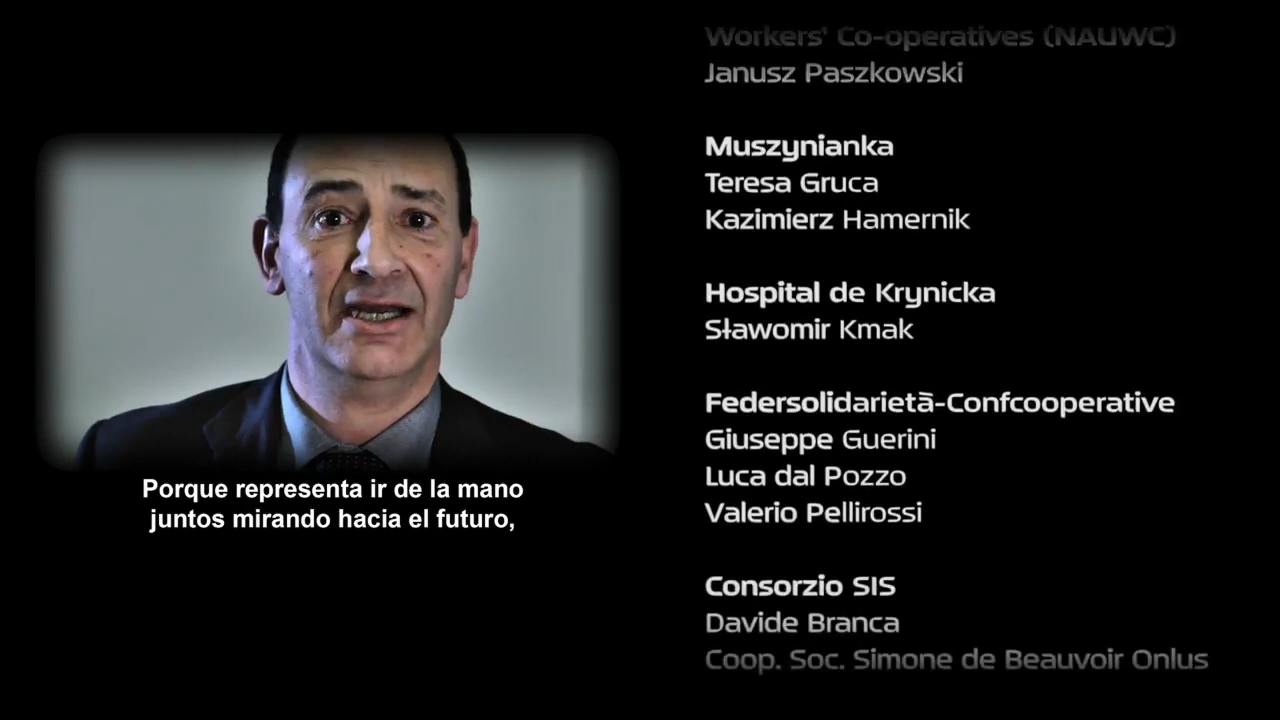 Porque representa ir de la mano
juntos mirando hacia el futuro,
Workers' Co-operatives (NAUWC)
Janusz Paszkowski
Muszynianka
Teresa Gruca
Kazimierz Hamernik
Hospital de Krynicka
Sławomir Kmak
Federsolidarietā-Confcooperative
Giuseppe Guerini
Luca dal Pozzo
Valerio Pellirossi
Consorzio SIS
Davide Branca
Coop. Soc. Simone de Beauvoir Onlus